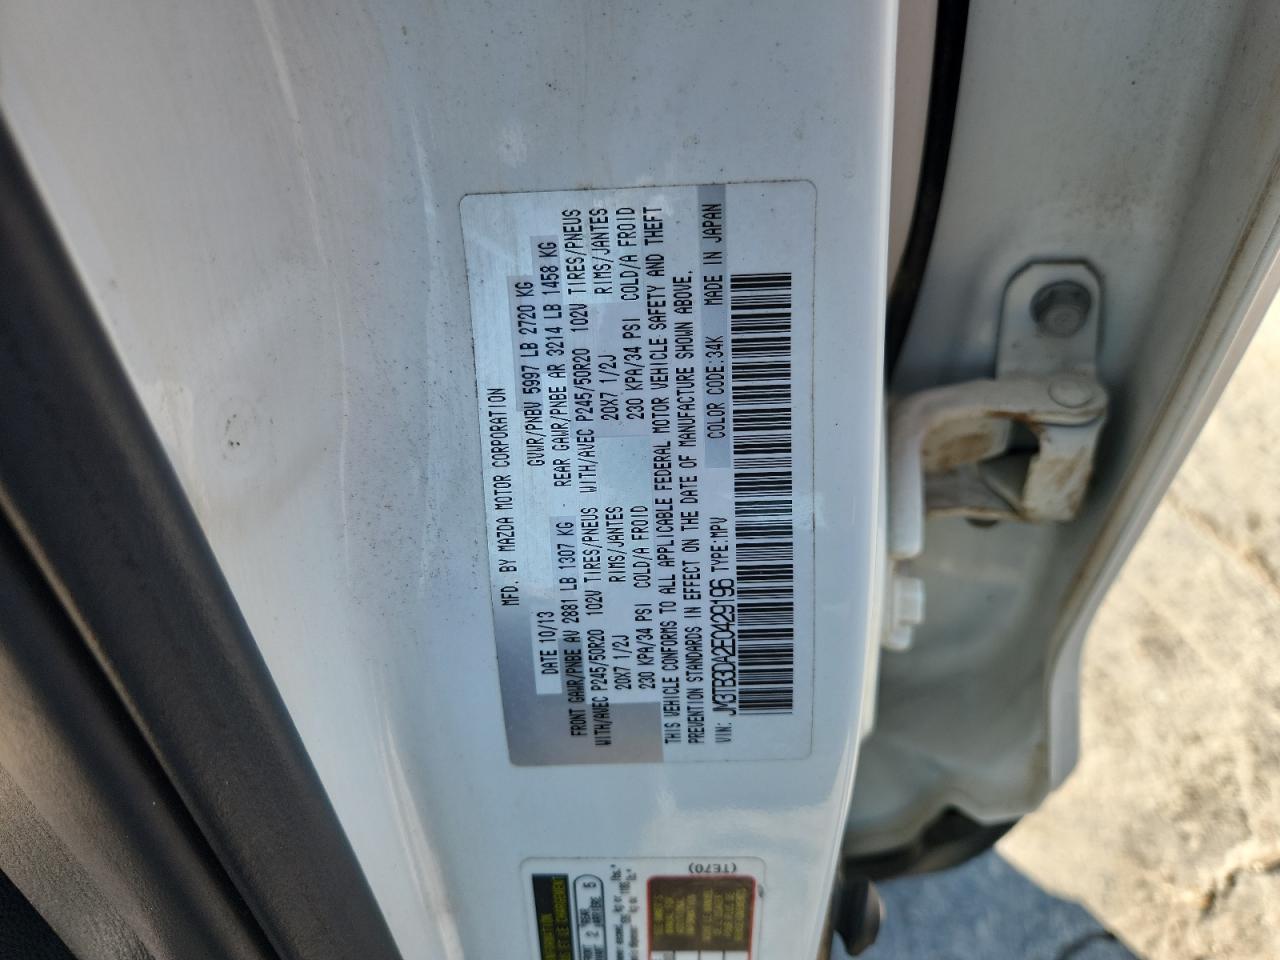 MFD. BY MAZDA MOTOR CORPORATION
DATE 10/13 GVWR/PNBV 5997 LB 2720 KG
FRONT GAWR/PNBE AV 2881 LB 1307 KG - REAR GAWR/PNBE AR 3214 LB 1458 KG
WITH/AVEC P245/50R20 102V TIRES/PNEUS WITH/AVEC P245/50R20 102V TIRES/PNEUS
20X7 1/2J RIMS/JANTES 20X7 1/2J RIMS/JANTES
230 KPA/34 PSI COLD/A FROID 230 KPA/34 PSI COLD/A FROID
THIS VEHICLE CONFORMS TO ALL APPLICABLE FEDERAL MOTOR VEHICLE SAFETY AND THEFT
PREVENTION STANDARDS IN EFFECT ON THE DATE OF MANUFACTURE SHOWN ABOVE.
VIN: JM3TB3DA2E0429196 TYPE:MPV COLOR CODE:34K MADE IN JAPAN
(TE70)
2
5